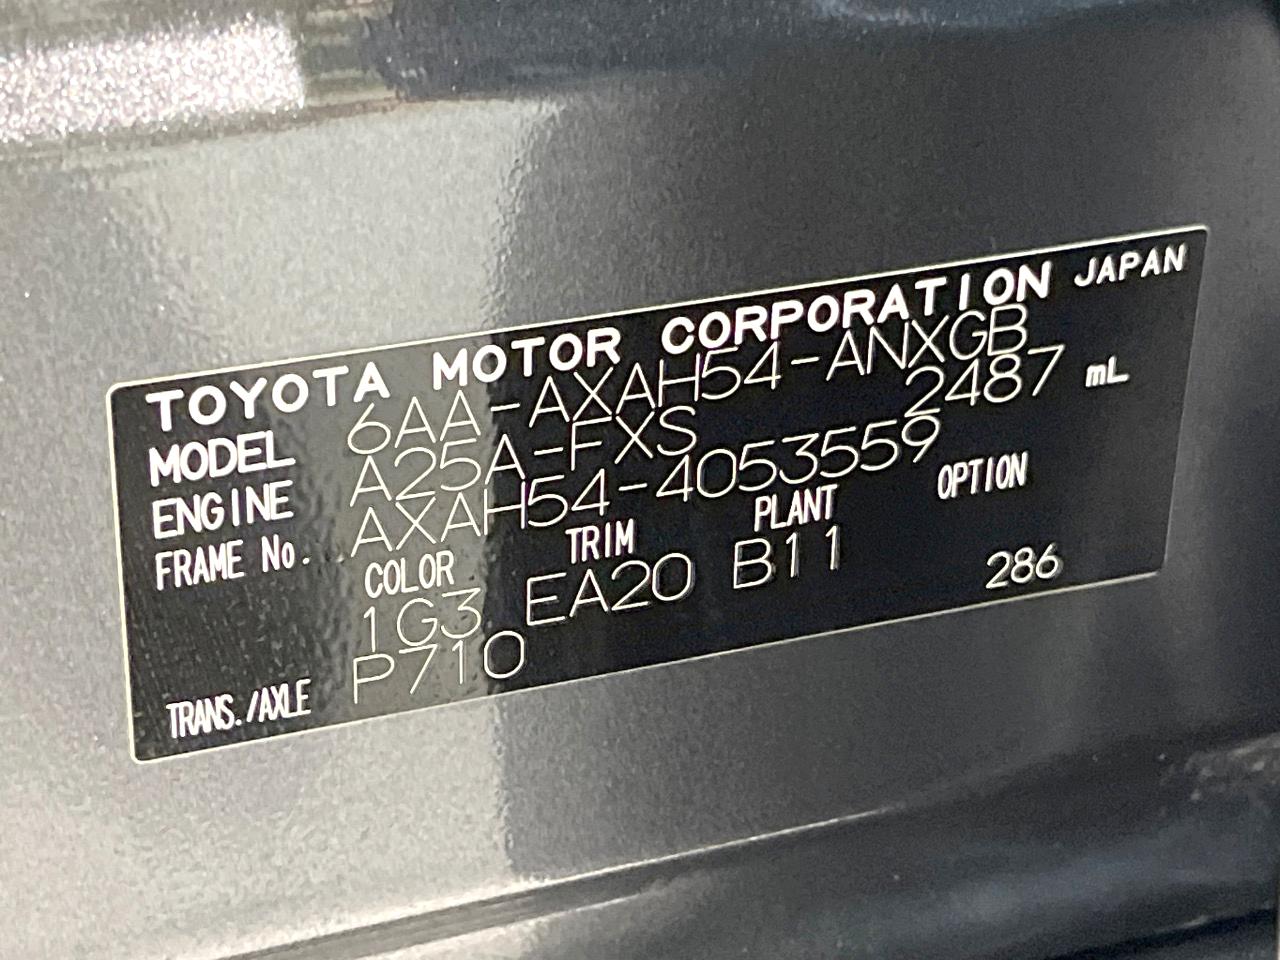 TOYOTA MOTOR CORPORATION JAPAN
MODEL 6AA-AXAH54-ANXGB
ENGINE A25A-FXS 2487 mL
FRAME No. AXAH54-4053559
COLOR TRIM PLANT OPTION
1G3 EA20 B11 286
TRANS./AXLE P710